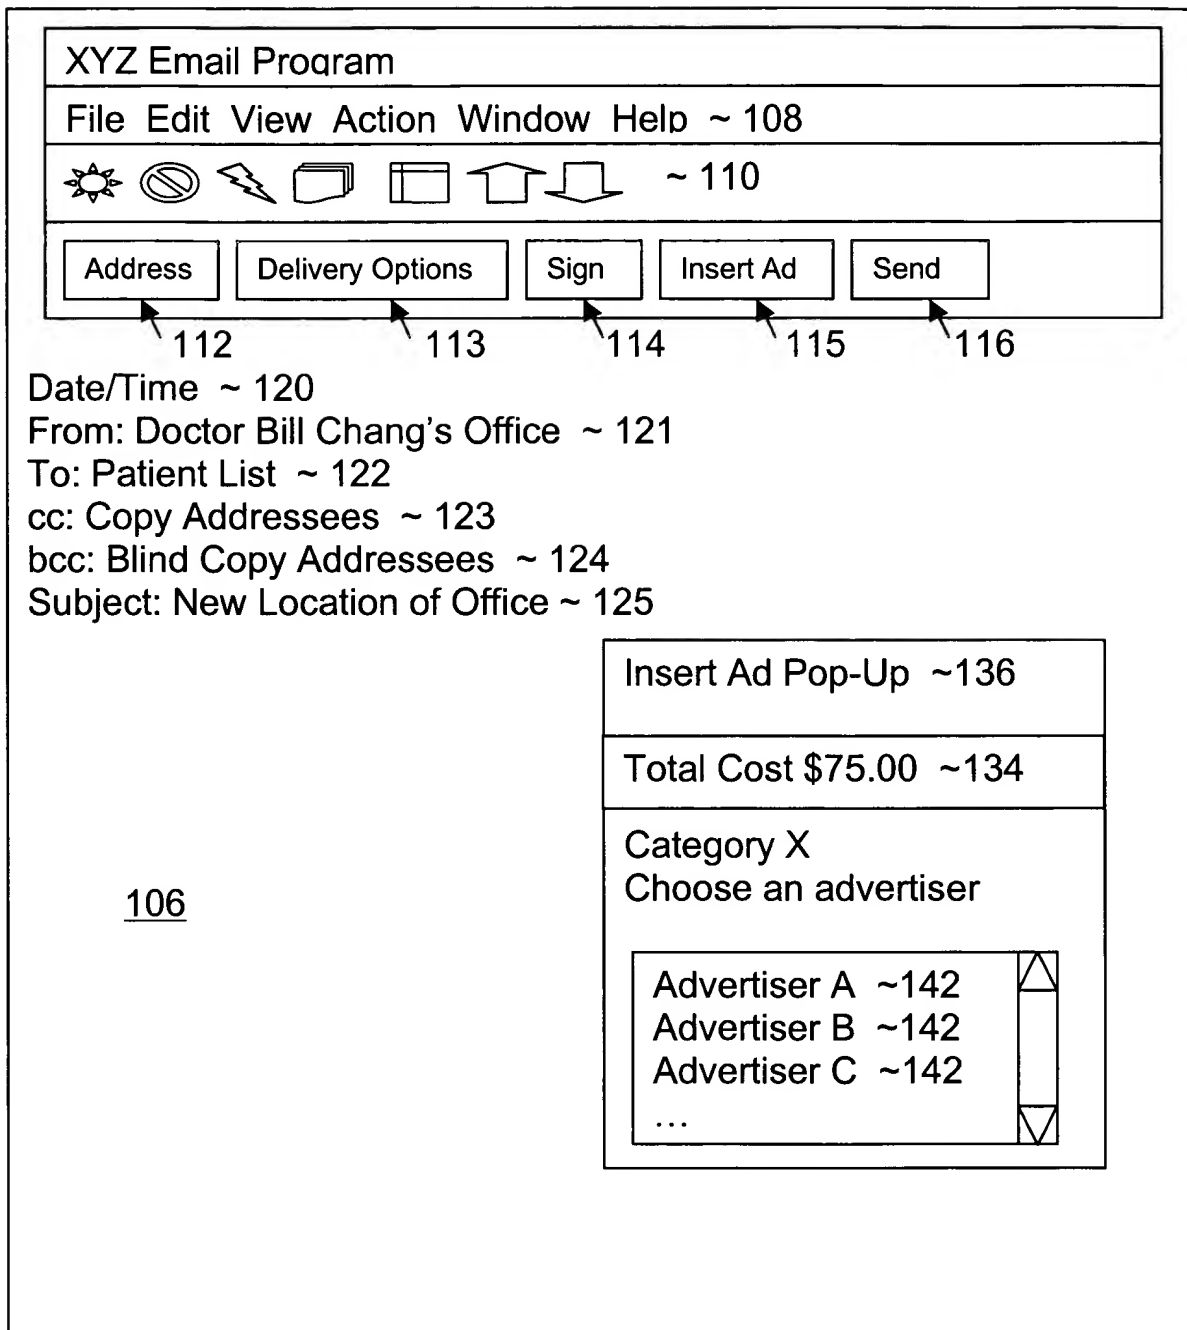 XYZ Email Program
File Edit View Action Window Help ~ 108
~ 110
Address Delivery Options Sign Insert Ad Send
112 113 114 115 116
Date/Time ~ 120
From: Doctor Bill Chang's Office ~ 121
To: Patient List ~ 122
cc: Copy Addressees ~ 123
bcc: Blind Copy Addressees ~ 124
Subject: New Location of Office ~ 125
Insert Ad Pop-Up ~136
Total Cost $75.00 ~134
Category X
Choose an advertiser
106
Advertiser A ~142
Advertiser B ~142
Advertiser C ~142
...